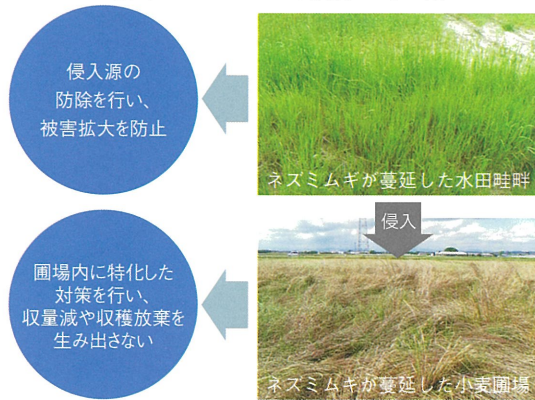 侵入源の
防除を行い、
被害拡大を防止
ネズミムギが蔓延した水田畦畔
侵入
圃場内に特化した
対策を行い、
収量減や収穫放棄を
生み出さない
ネズミムギが蔓延した小麦圃場